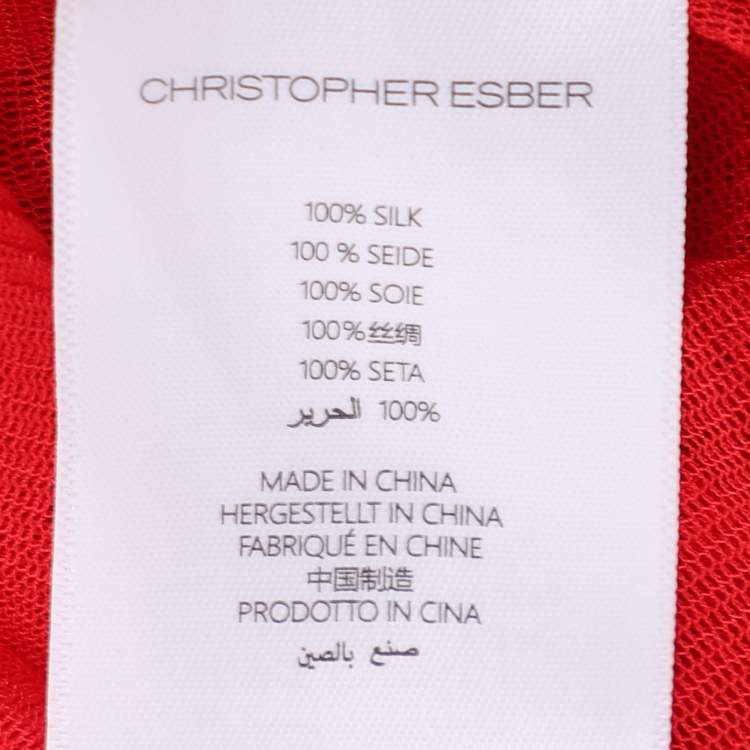 CHRISTOPHER ESBER
100% SILK
100 % SEIDE
100% SOIE
100%丝绸
100% SETA
100% الحرير
MADE IN CHINA
HERGESTELLT IN CHINA
FABRIQUÉ EN CHINE
中国制造
PRODOTTO IN CINA
صنع بالصين